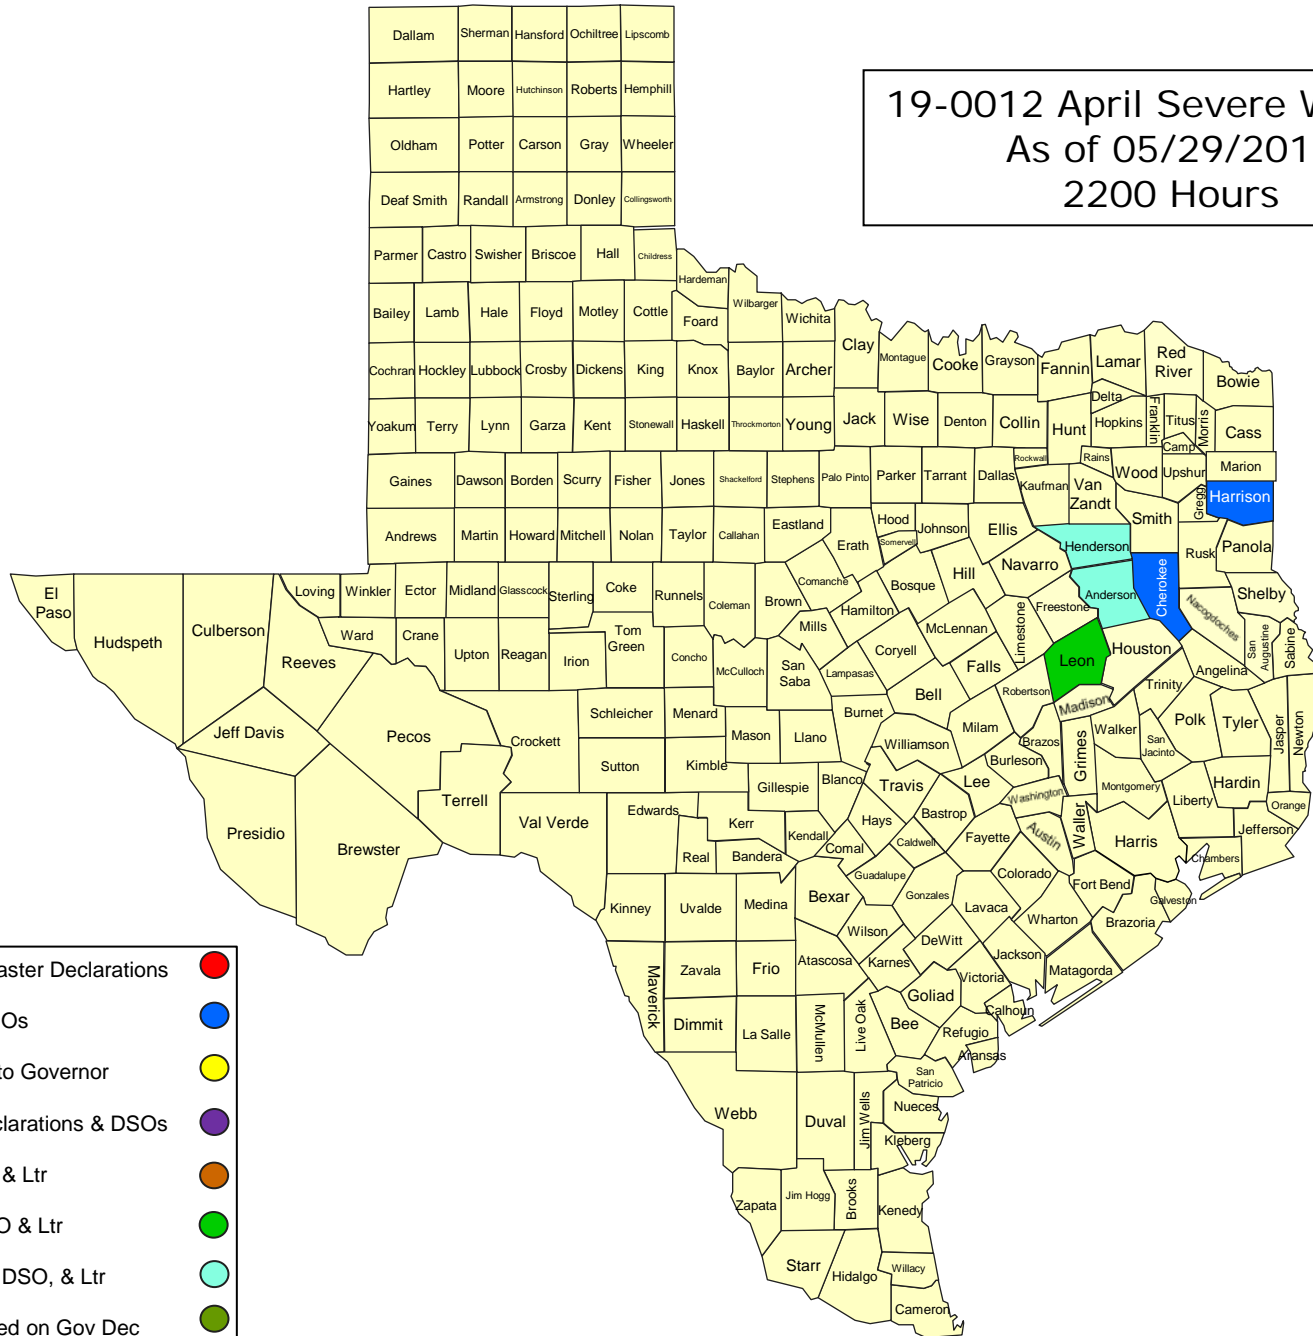 19-0012 April Severe W
As of 05/29/201
2200 Hours
Dallam Sherman Hansford Ochiltree Lipscomb
Hartley Moore Hutchinson Roberts Hemphill
Oldham Potter Carson Gray Wheeler
Deaf Smith Randall Armstrong Donley Collingsworth
Parmer Castro Swisher Briscoe Hall Childress
Hardeman
Bailey Lamb Hale Floyd Motley Cottle Foard Wilbarger Wichita
Clay Montague Cooke Grayson Fannin Lamar Red
River
Bowie
Cochran Hockley Lubbock Crosby Dickens King Knox Baylor Archer
Delta
Yoakum Terry Lynn Garza Kent Stonewall Haskell Throckmorton Young Jack Wise Denton Collin Hunt Hopkins Franklin Titus Morris Cass
Camp
Rockwall Rains Wood Upshur Marion
Gaines Dawson Borden Scurry Fisher Jones Shackelford Stephens Palo Pinto Parker Tarrant Dallas Kaufman Van
Zandt
Gregg Harrison
Andrews Martin Howard Mitchell Nolan Taylor Callahan Eastland Erath Hood Somervell Johnson Ellis Henderson Smith Rusk Panola
El
Paso
Hudspeth Culberson Loving Winkler Ector Midland Glasscock Sterling Coke Runnels Coleman Brown Comanche Hamilton Bosque Hill Navarro Freestone Anderson Cherokee Nacogdoches Shelby
Reeves Ward Crane Upton Reagan Irion Tom
Green
Concho McCulloch San
Saba
Mills Lampasas Coryell McLennan Limestone Falls Leon Houston Angelina San
Augustine
Sabine
Jeff Davis Pecos Crockett Schleicher Menard Mason Llano Burnet Bell Milam Robertson Madison Trinity Polk Tyler Jasper Newton
Sutton Kimble Gillespie Blanco Williamson Travis Lee Burleson Brazos Grimes Walker San
Jacinto
Presidio Brewster Terrell Val Verde Edwards Kerr Kendall Hays Bastrop Washington Waller Montgomery Liberty Hardin Orange
Real Bandera Comal Caldwell Fayette Austin Harris Jefferson
Chambers
Kinney Uvalde Medina Bexar Guadalupe Gonzales Lavaca Colorado Fort Bend Galveston
Wilson Wharton Brazoria
Maverick Zavala Frio Atascosa Karnes DeWitt Jackson Matagorda
Victoria
Dimmit La Salle McMullen Live Oak Bee Goliad Refugio Calhoun
Aransas
San
Patricio
Webb Duval Jim Wells Nueces
Kleberg
Zapata Jim Hogg Brooks Kenedy
Starr Hidalgo Willacy
Cameron
aster Declarations
Os
to Governor
clarations & DSOs
& Ltr
O & Ltr
DSO, & Ltr
ed on Gov Dec